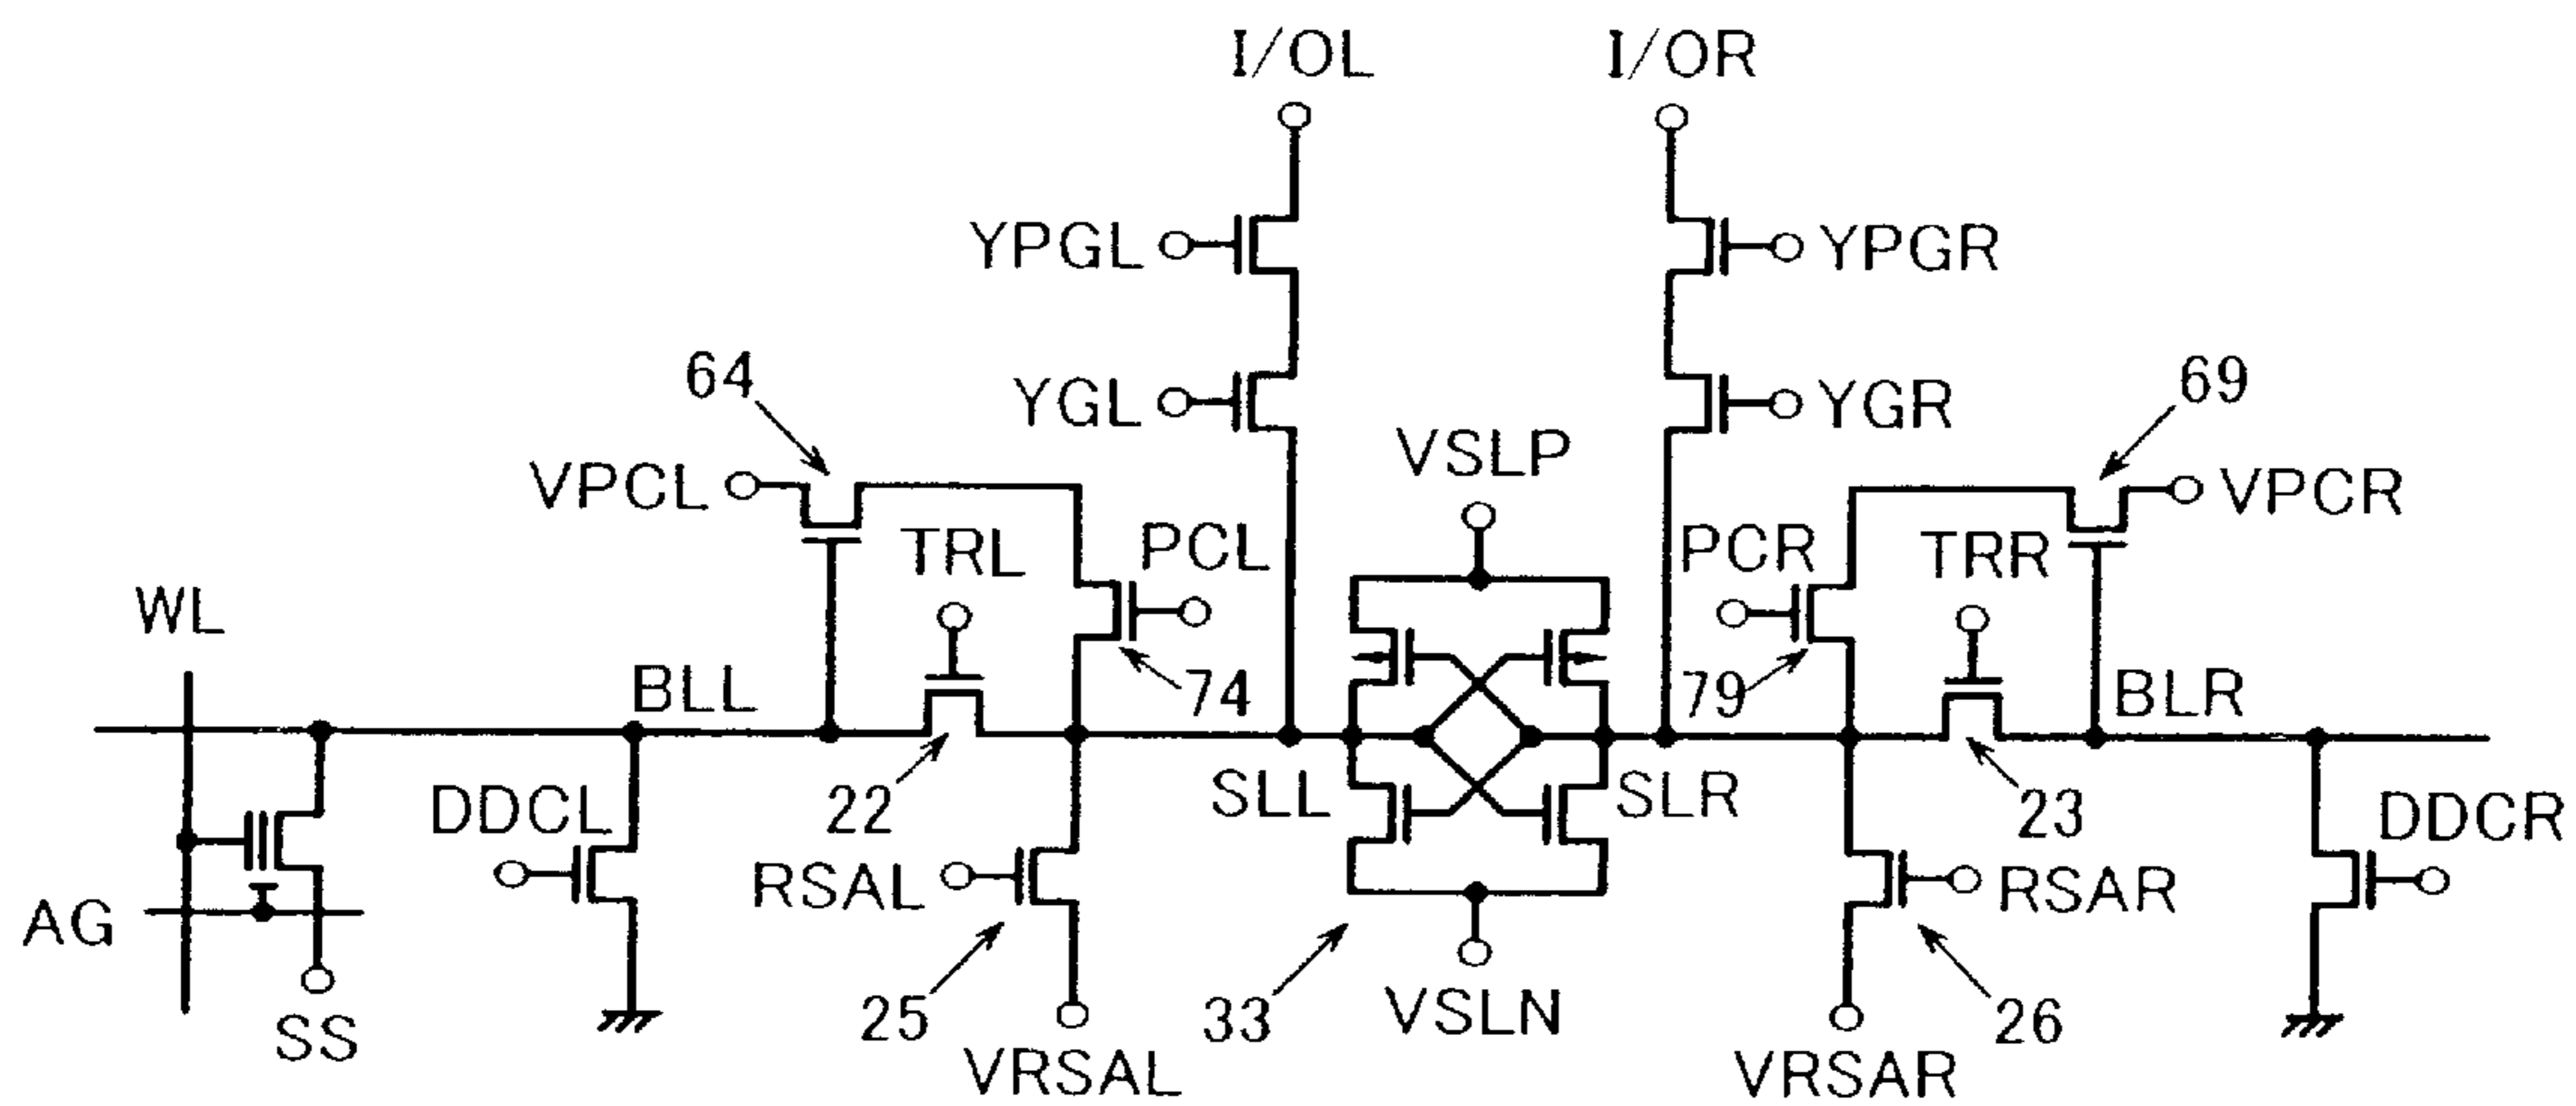 I/OL
I/OR
YPGL
YPGR
YGL
YGR
64
69
VPCL
VSLP
VPCR
TRL
PCL
PCR
TRR
WL
BLL
74
79
BLR
DDCL
22
SLL
SLR
23
DDCR
RSAL
RSAR
AG
SS
25
33
VSLN
26
VRSAL
VRSAR